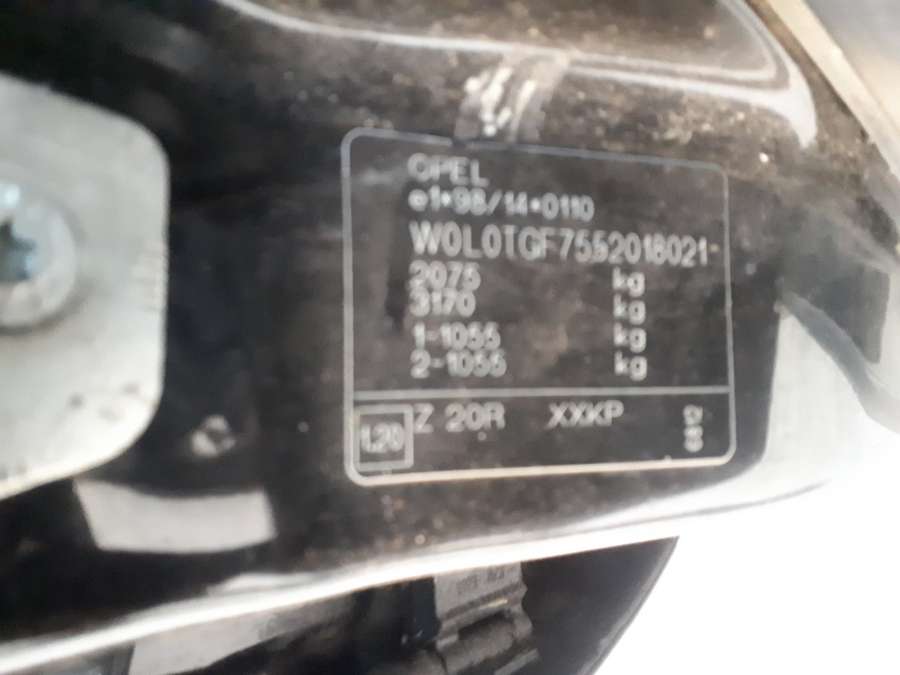 OPEL
e1*98/14*0110
W0L0TGF7552018021
2075 kg
3170 kg
1-1055 kg
2-1055 kg
1.20 Z 20R XXKP